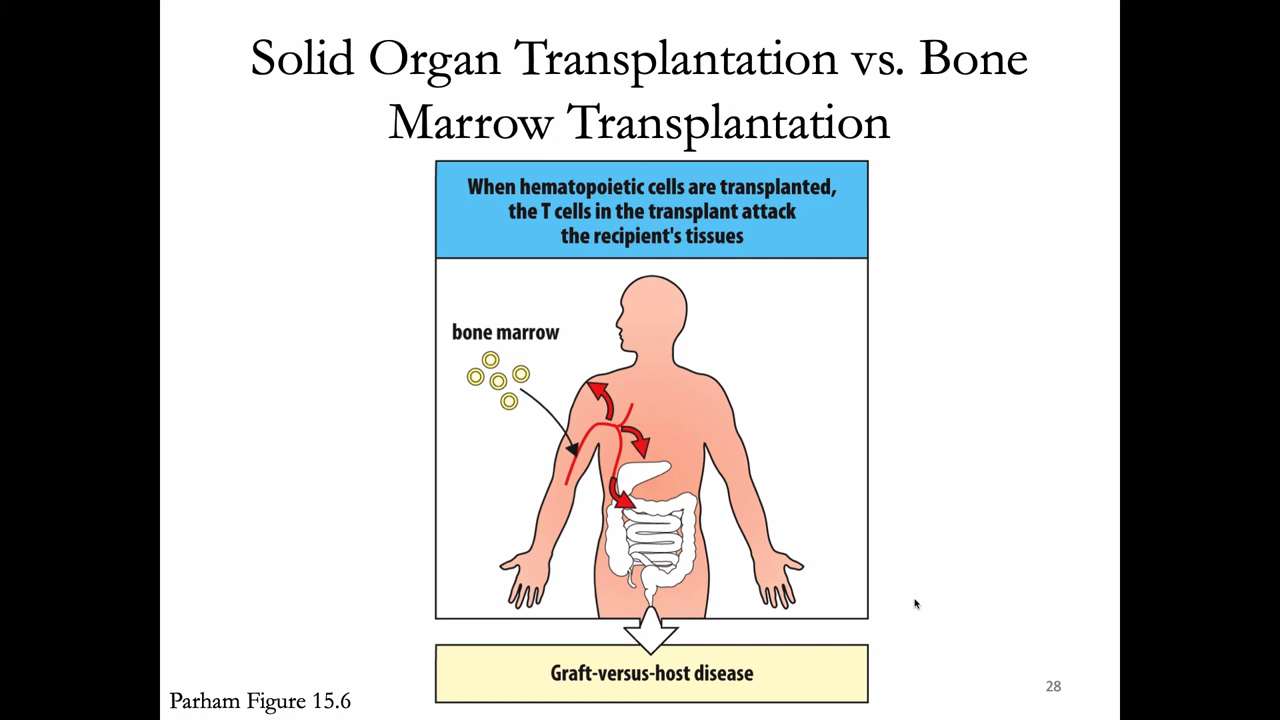 Solid Organ Transplantation vs. Bone
Marrow Transplantation
When hematopoietic cells are transplanted,
the T cells in the transplant attack
the recipient's tissues
bone marrow
Graft-versus-host disease
Parham Figure 15.6
28